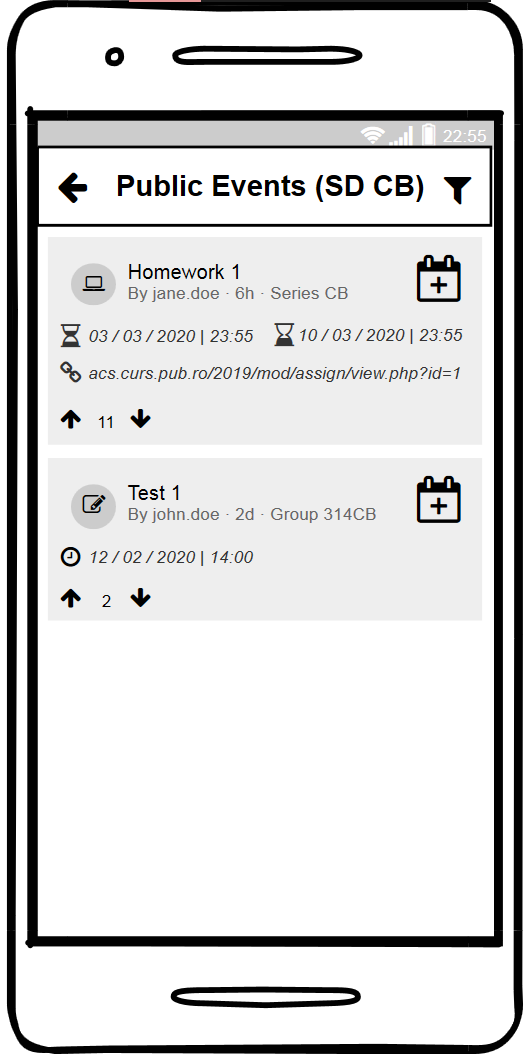 22:55
Public Events (SD CB)
Homework 1
By jane.doe · 6h · Series CB
03 / 03 / 2020 | 23:55 10 / 03 / 2020 | 23:55
acs.curs.pub.ro/2019/mod/assign/view.php?id=1
11
Test 1
By john.doe · 2d · Group 314CB
12 / 02 / 2020 | 14:00
2